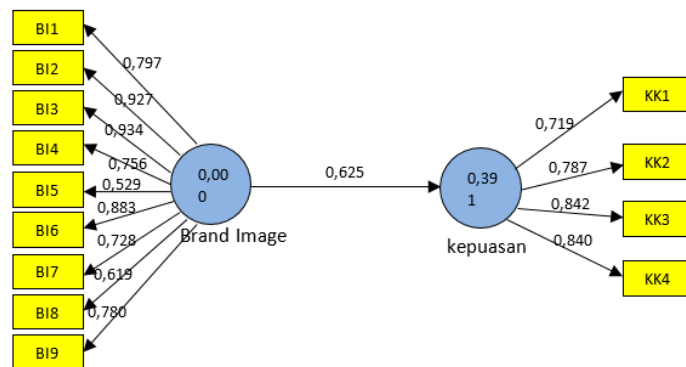 BI1
BI2
BI3
BI4
BI5
BI6
BI7
BI8
BI9
0,797
0,927
0,934
0,756
0,529
0,883
0,728
0,619
0,780
0,00
0
Brand Image
0,625
0,39
1
kepuasan
0,719
0,787
0,842
0,840
KK1
KK2
KK3
KK4